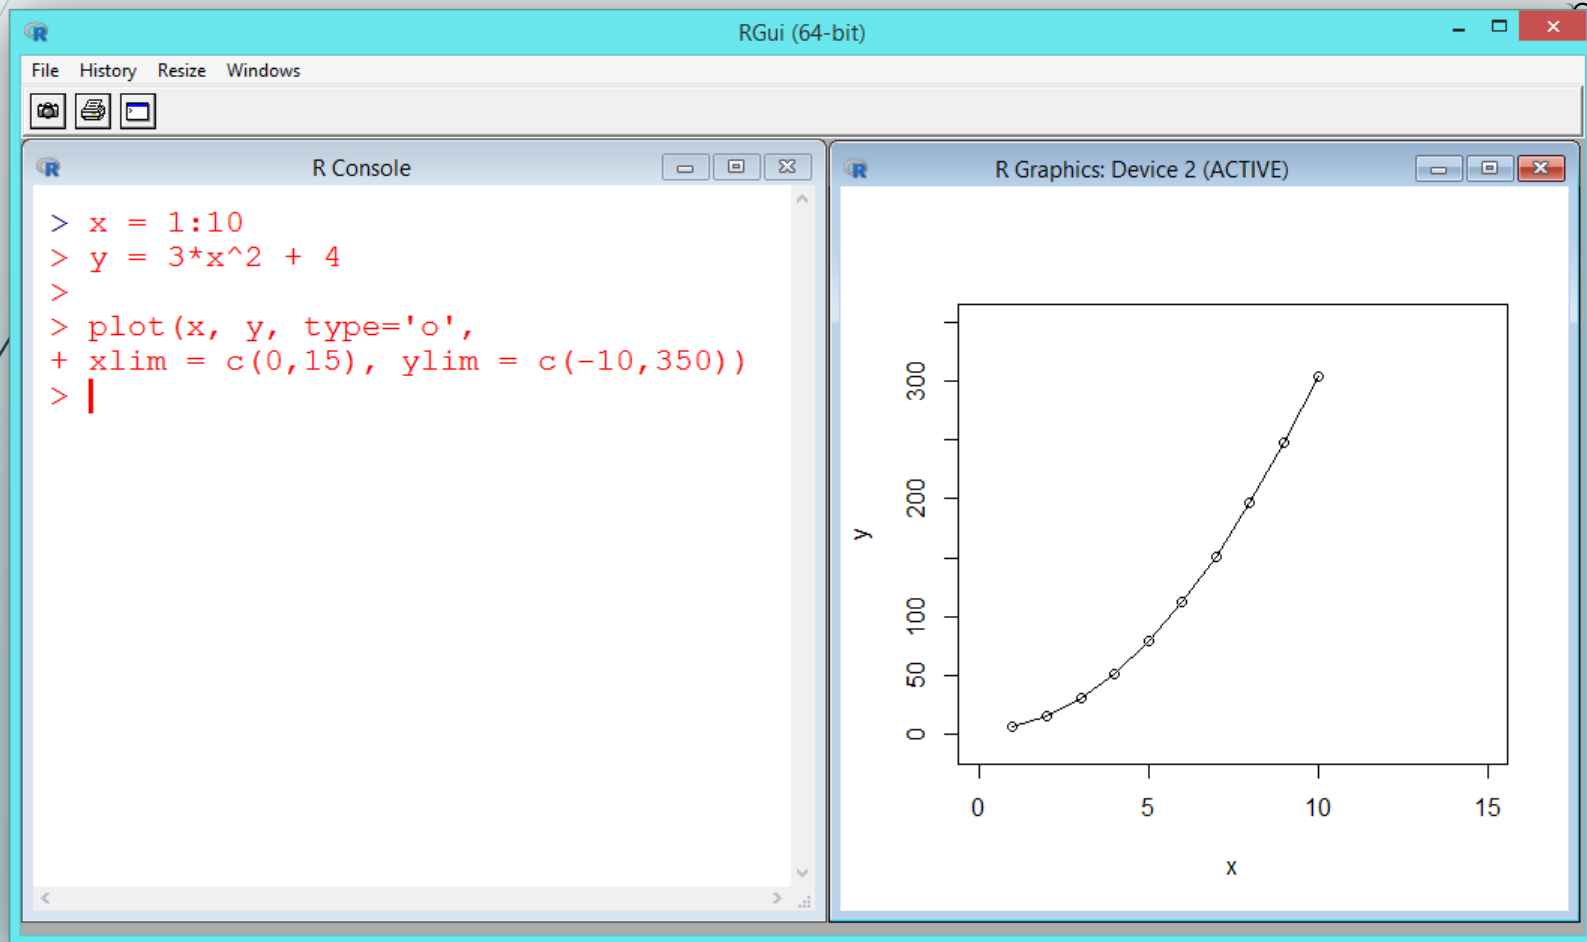 RGui (64-bit)
File History Resize Windows
R Console
> x = 1:10
> y = 3*x^2 + 4
>
> plot(x, y, type='o',
+ xlim = c(0,15), ylim = c(-10,350))
>
R Graphics: Device 2 (ACTIVE)
300
200
100
50
0
y
0 5 10 15
x